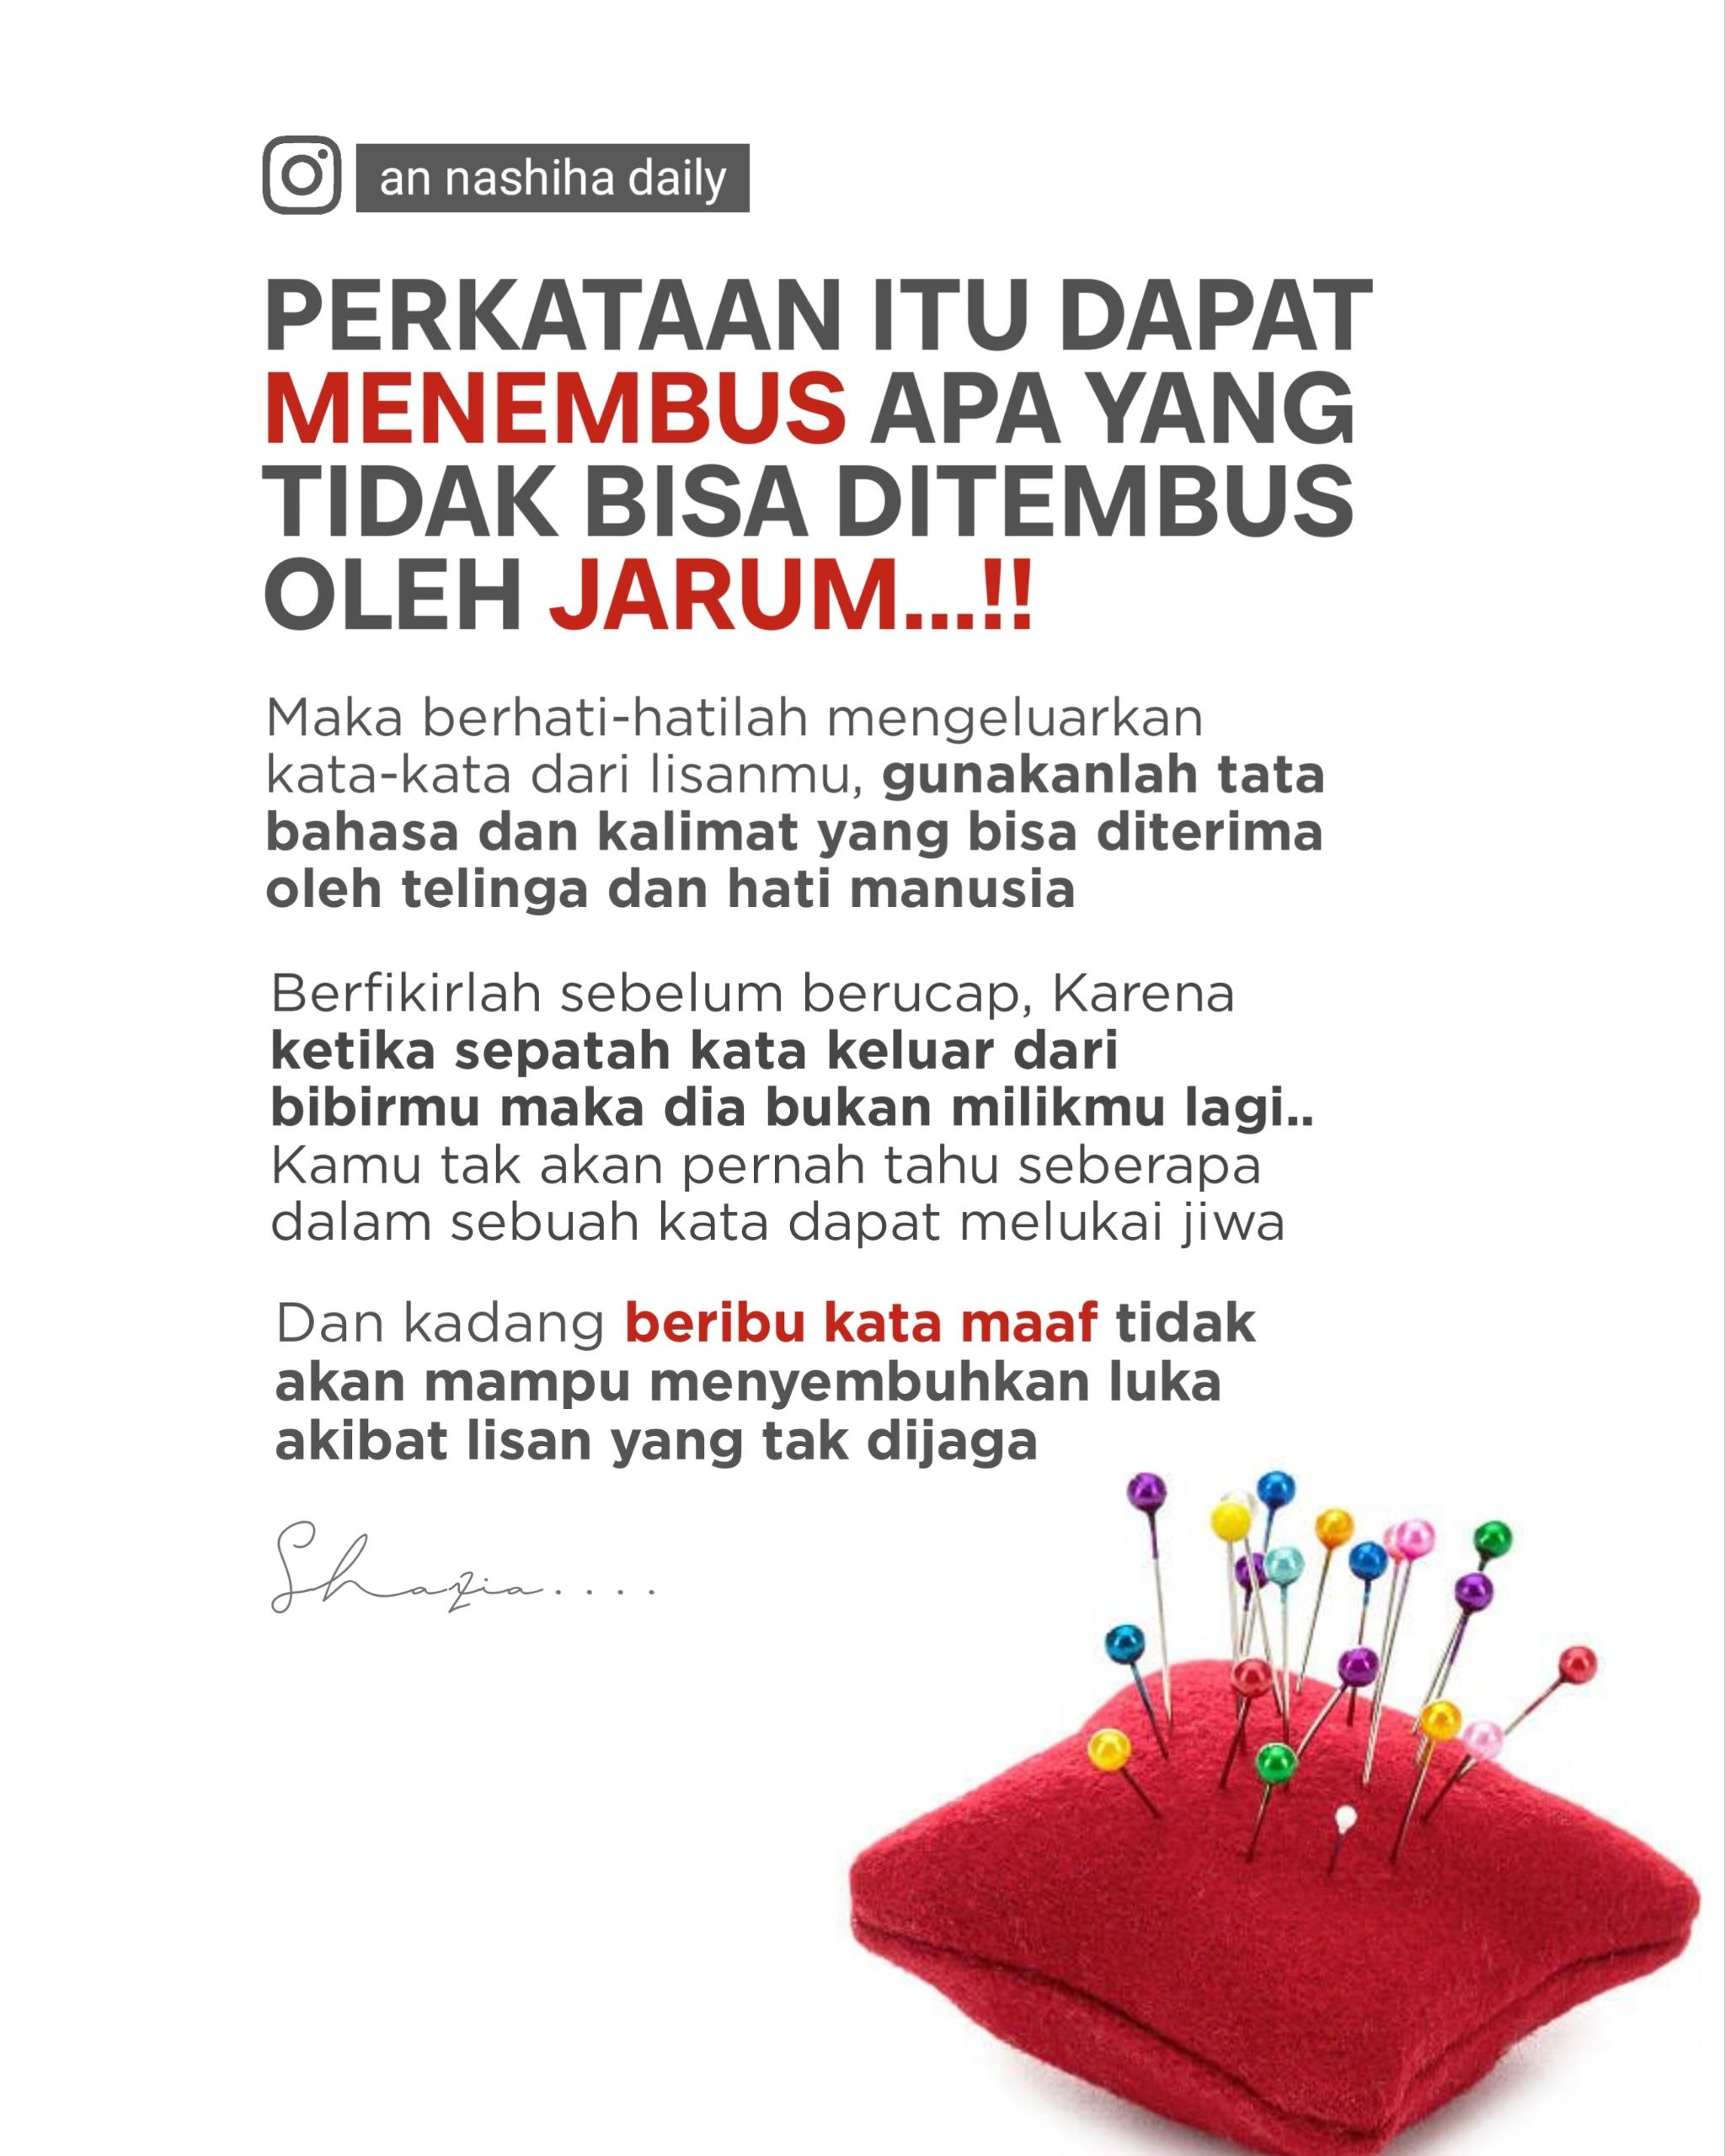 an nashiha daily
PERKATAAN ITU DAPAT
MENEMBUS APA YANG
TIDAK BISA DITEMBUS
OLEH JARUM...!!
Maka berhati-hatilah mengeluarkan
kata-kata dari lisanmu, gunakanlah tata
bahasa dan kalimat yang bisa diterima
oleh telinga dan hati manusia
Berfikirlah sebelum berucap, Karena
ketika sepatah kata keluar dari
bibirmu maka dia bukan milikmu lagi..
Kamu tak akan pernah tahu seberapa
dalam sebuah kata dapat melukai jiwa
Dan kadang beribu kata maaf tidak
akan mampu menyembuhkan luka
akibat lisan yang tak dijaga
Shazia....